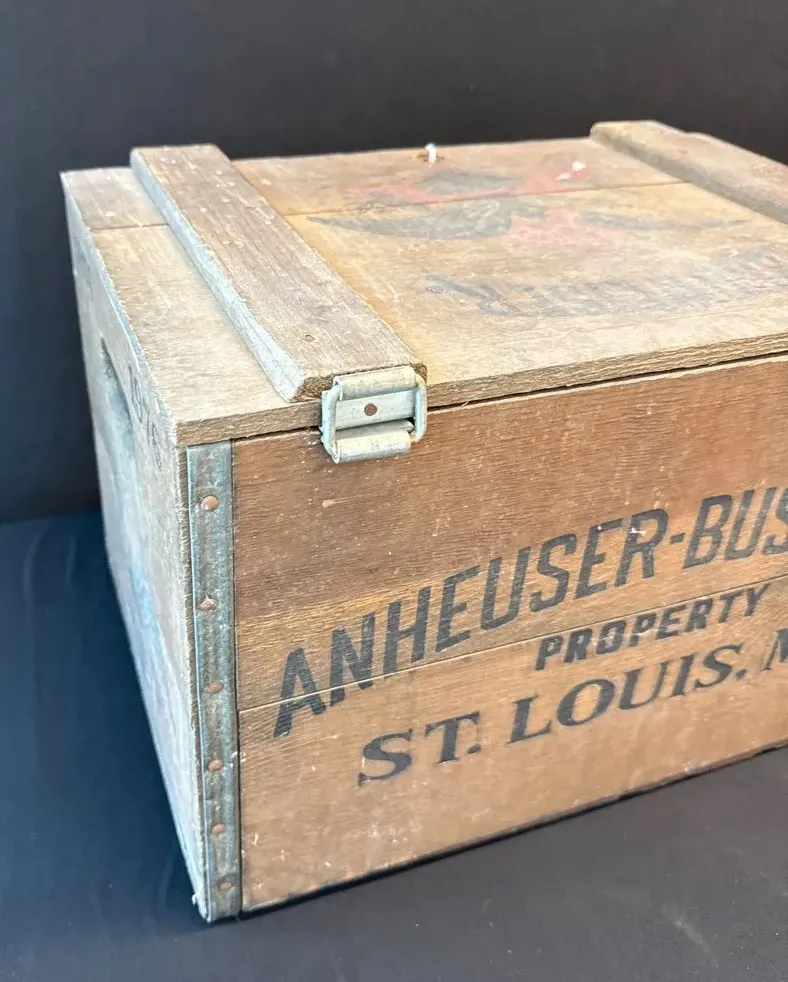 ANHEUSER-BUS
PROPERTY
ST. LOUIS, M